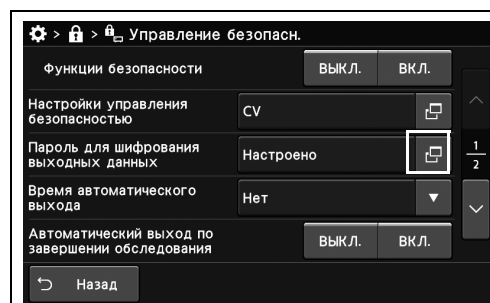 > > Управление безопасн.
Функции безопасности ВЫКЛ. ВКЛ.
Настройки управления
безопасностью
CV
Пароль для шифрования
выходных данных
Настроено
1
2
Время автоматического
выхода
Нет
Автоматический выход по
завершении обследования
ВЫКЛ. ВКЛ.
Назад